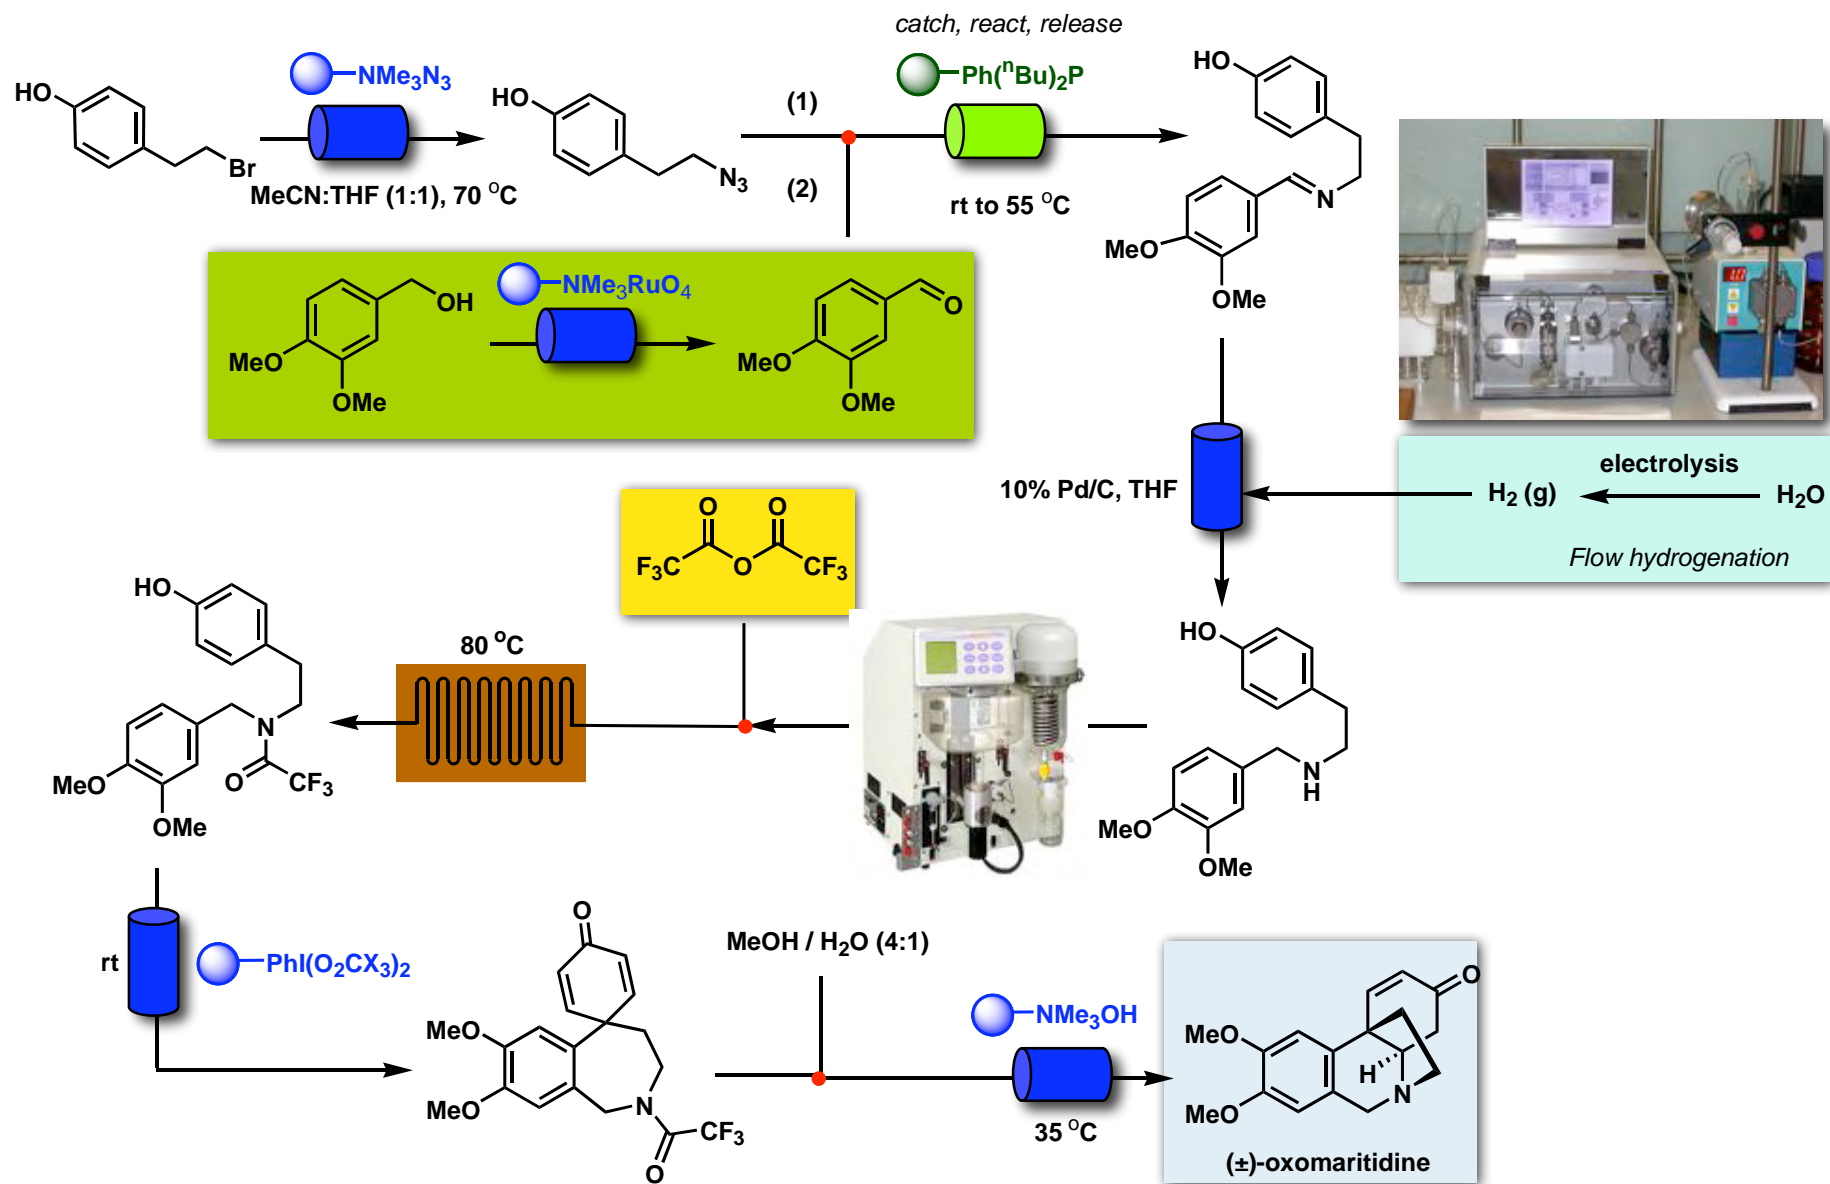 catch, react, release
HO
NMe3N3
Br
MeCN:THF (1:1), 70 °C
HO
N3
(1)
(2)
Ph(nBu)2P
rt to 55 °C
HO
N
MeO
OMe
OH
MeO
OMe
NMe3RuO4
O
MeO
OMe
10% Pd/C, THF
electrolysis
H2 (g)
H2O
Flow hydrogenation
O
O
F3C
O
CF3
80 °C
HO
N
H
MeO
OMe
HO
N
O
CF3
MeO
OMe
rt
PhI(O2CX3)2
O
MeO
MeO
N
CF3
O
MeOH / H2O (4:1)
NMe3OH
35 °C
O
MeO
MeO
H
N
(±)-oxomaritidine